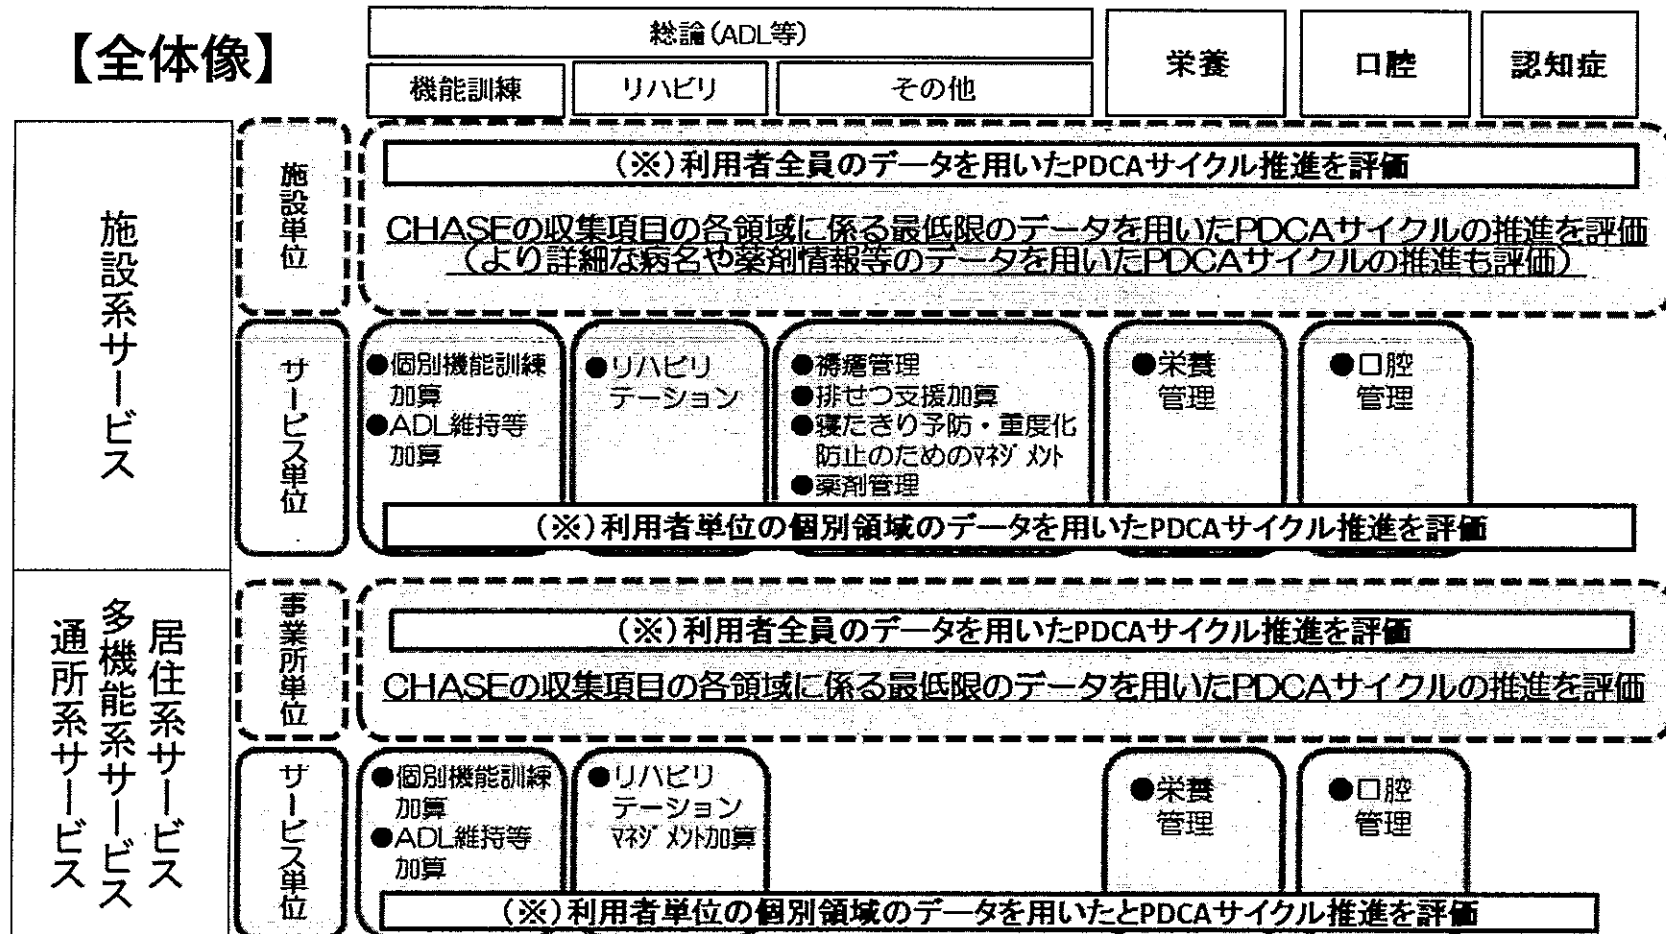 【全体像】
総論(ADL等)
機能訓練
リハビリ
その他
栄養
口腔
認知症
施設系サービス
施設単位
(※)利用者全員のデータを用いたPDCAサイクル推進を評価
CHASEの収集項目の各領域に係る最低限のデータを用いたPDCAサイクルの推進を評価
(より詳細な病名や薬剤情報等のデータを用いたPDCAサイクルの推進も評価)
サービス単位
●個別機能訓練
加算
●ADL維持等
加算
●リハビリ
テーション
●褥瘡管理
●排せつ支援加算
●寝たきり予防・重度化
防止のためのマネジメント
●薬剤管理
●栄養
管理
●口腔
管理
(※)利用者単位の個別領域のデータを用いたPDCAサイクル推進を評価
居住系サービス
多機能系サービス
通所系サービス
事業所単位
(※)利用者全員のデータを用いたPDCAサイクル推進を評価
CHASEの収集項目の各領域に係る最低限のデータを用いたPDCAサイクルの推進を評価
サービス単位
●個別機能訓練
加算
●ADL維持等
加算
●リハビリ
テーション
マネジメント加算
●栄養
管理
●口腔
管理
(※)利用者単位の個別領域のデータを用いたとPDCAサイクル推進を評価